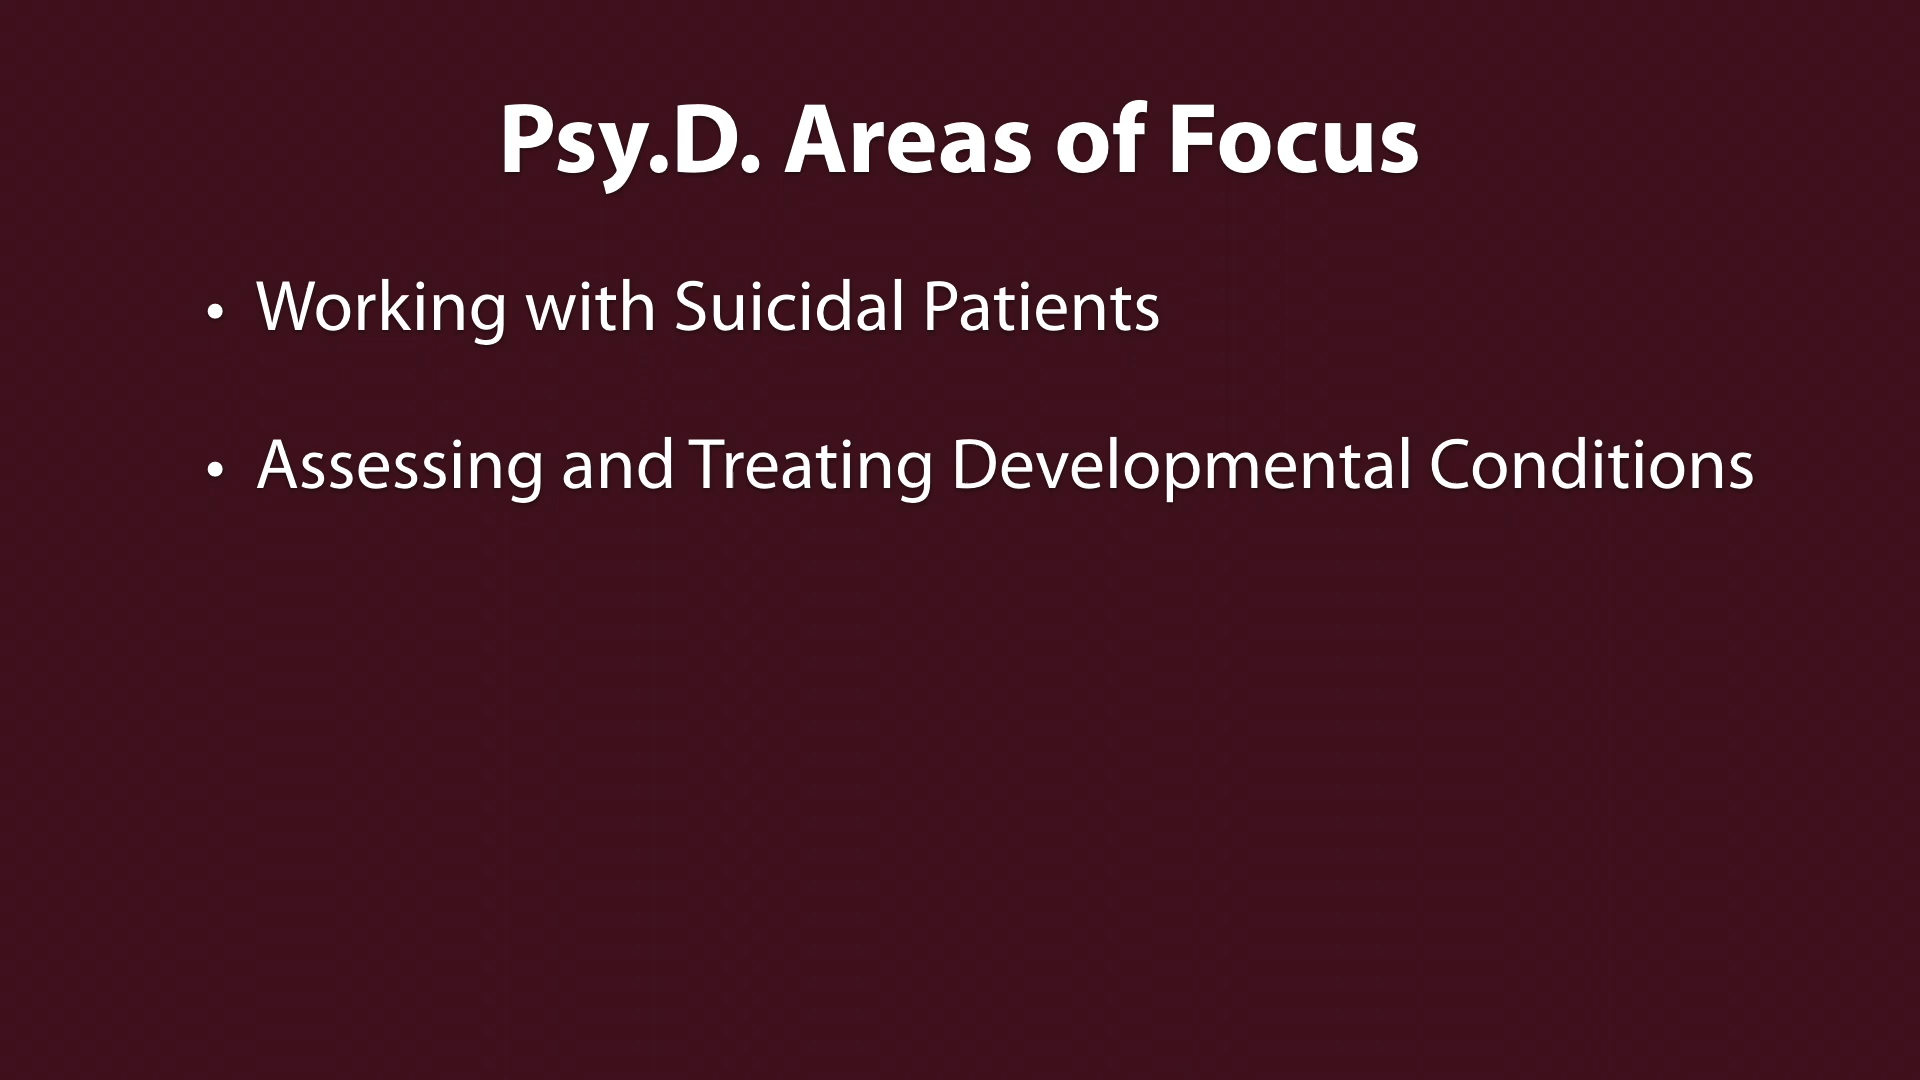 Psy.D. Areas of Focus
• Working with Suicidal Patients
• Assessing and Treating Developmental Conditions